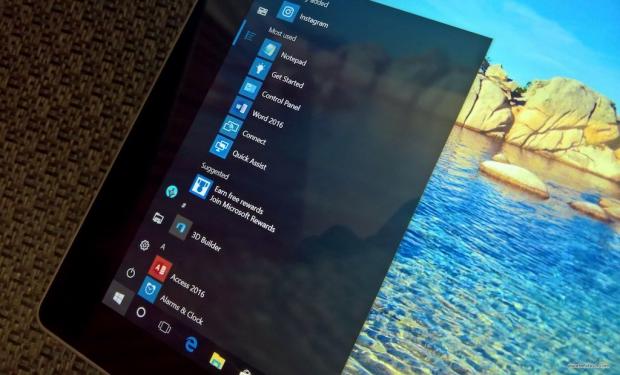 added
Instagram
Most used
Notepad
Get Started
Control Panel
Word 2016
Connect
Quick Assist
Suggested
Earn free rewards
Join Microsoft Rewards
#
3D Builder
A
Access 2016
Alarms & Clock